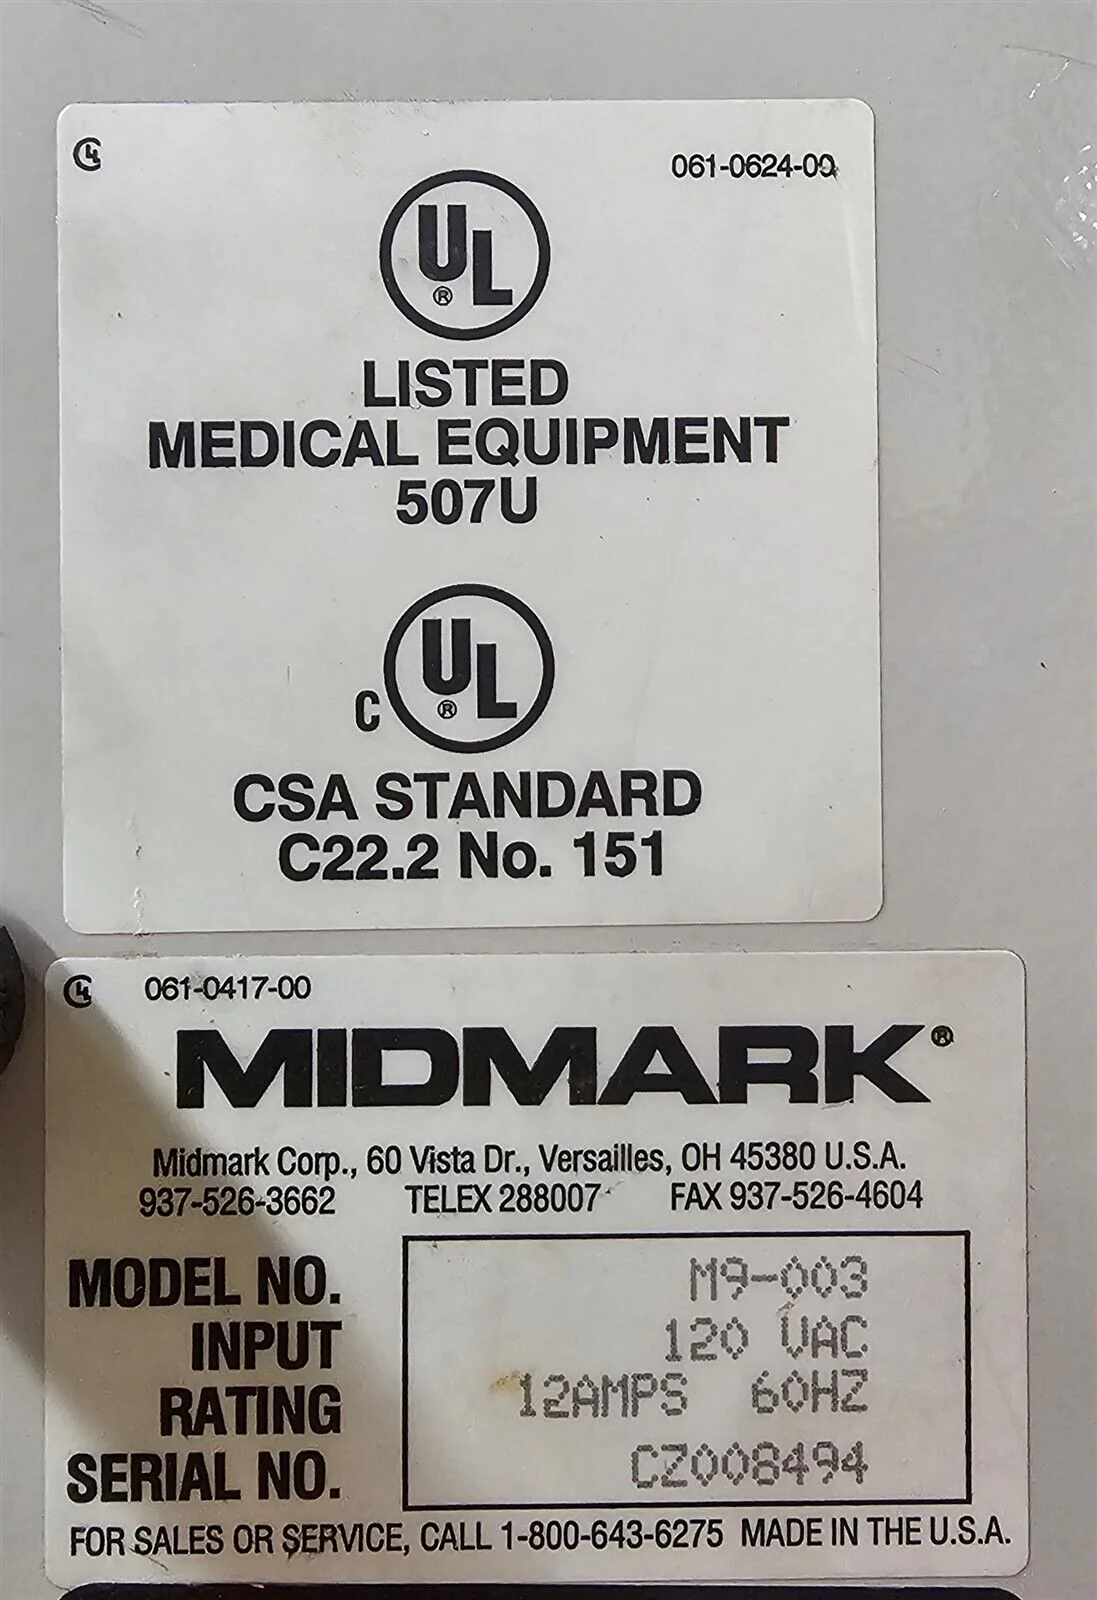 061-0624-00
UL
®
LISTED
MEDICAL EQUIPMENT
507U
C UL
®
CSA STANDARD
C22.2 No. 151
061-0417-00
MIDMARK®
Midmark Corp., 60 Vista Dr., Versailles, OH 45380 U.S.A.
937-526-3662 TELEX 288007 FAX 937-526-4604
MODEL NO. M9-003
INPUT 120 VAC
RATING 12AMPS 60HZ
SERIAL NO. CZ008494
FOR SALES OR SERVICE, CALL 1-800-643-6275 MADE IN THE U.S.A.